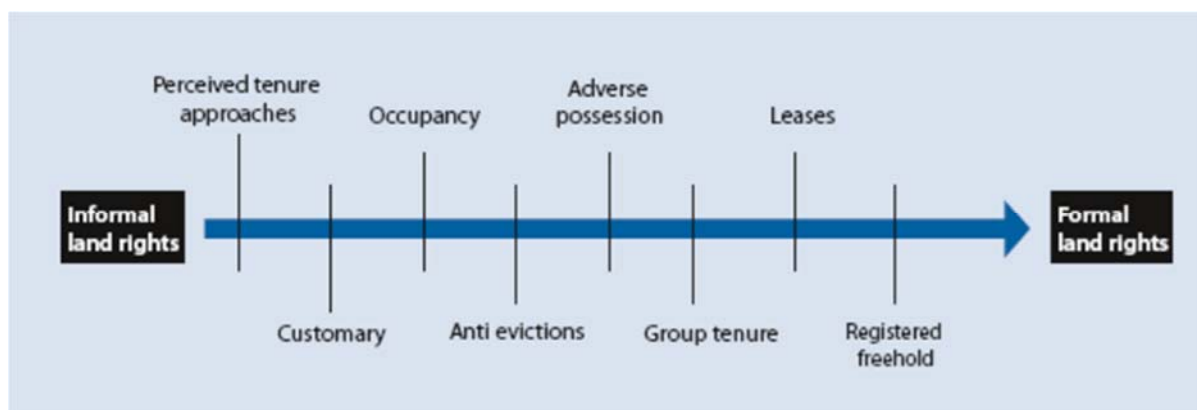 Perceived tenure
approaches
Occupancy
Adverse
possession
Leases
Informal
land rights
Formal
land rights
Customary
Anti evictions
Group tenure
Registered
freehold